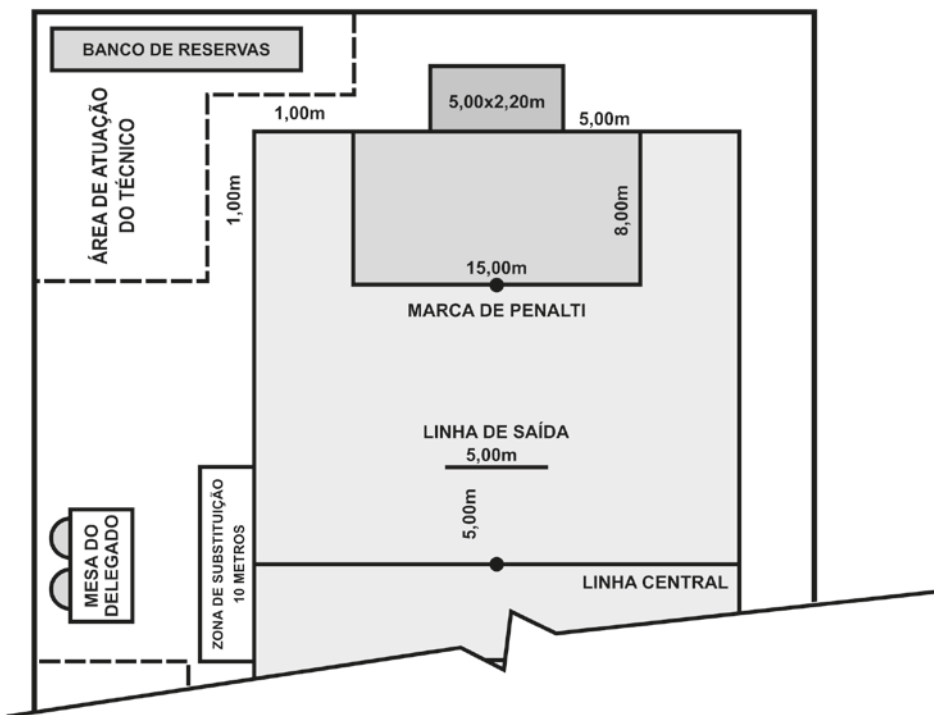 BANCO DE RESERVAS
5,00x2,20m
1,00m
5,00m
ÁREA DE ATUAÇÃO
DO TÉCNICO
1,00m
8,00m
15,00m
MARCA DE PENALTI
LINHA DE SAÍDA
5,00m
5,00m
ZONA DE SUBSTITUIÇÃO
10 METROS
MESA DO
DELEGADO
LINHA CENTRAL